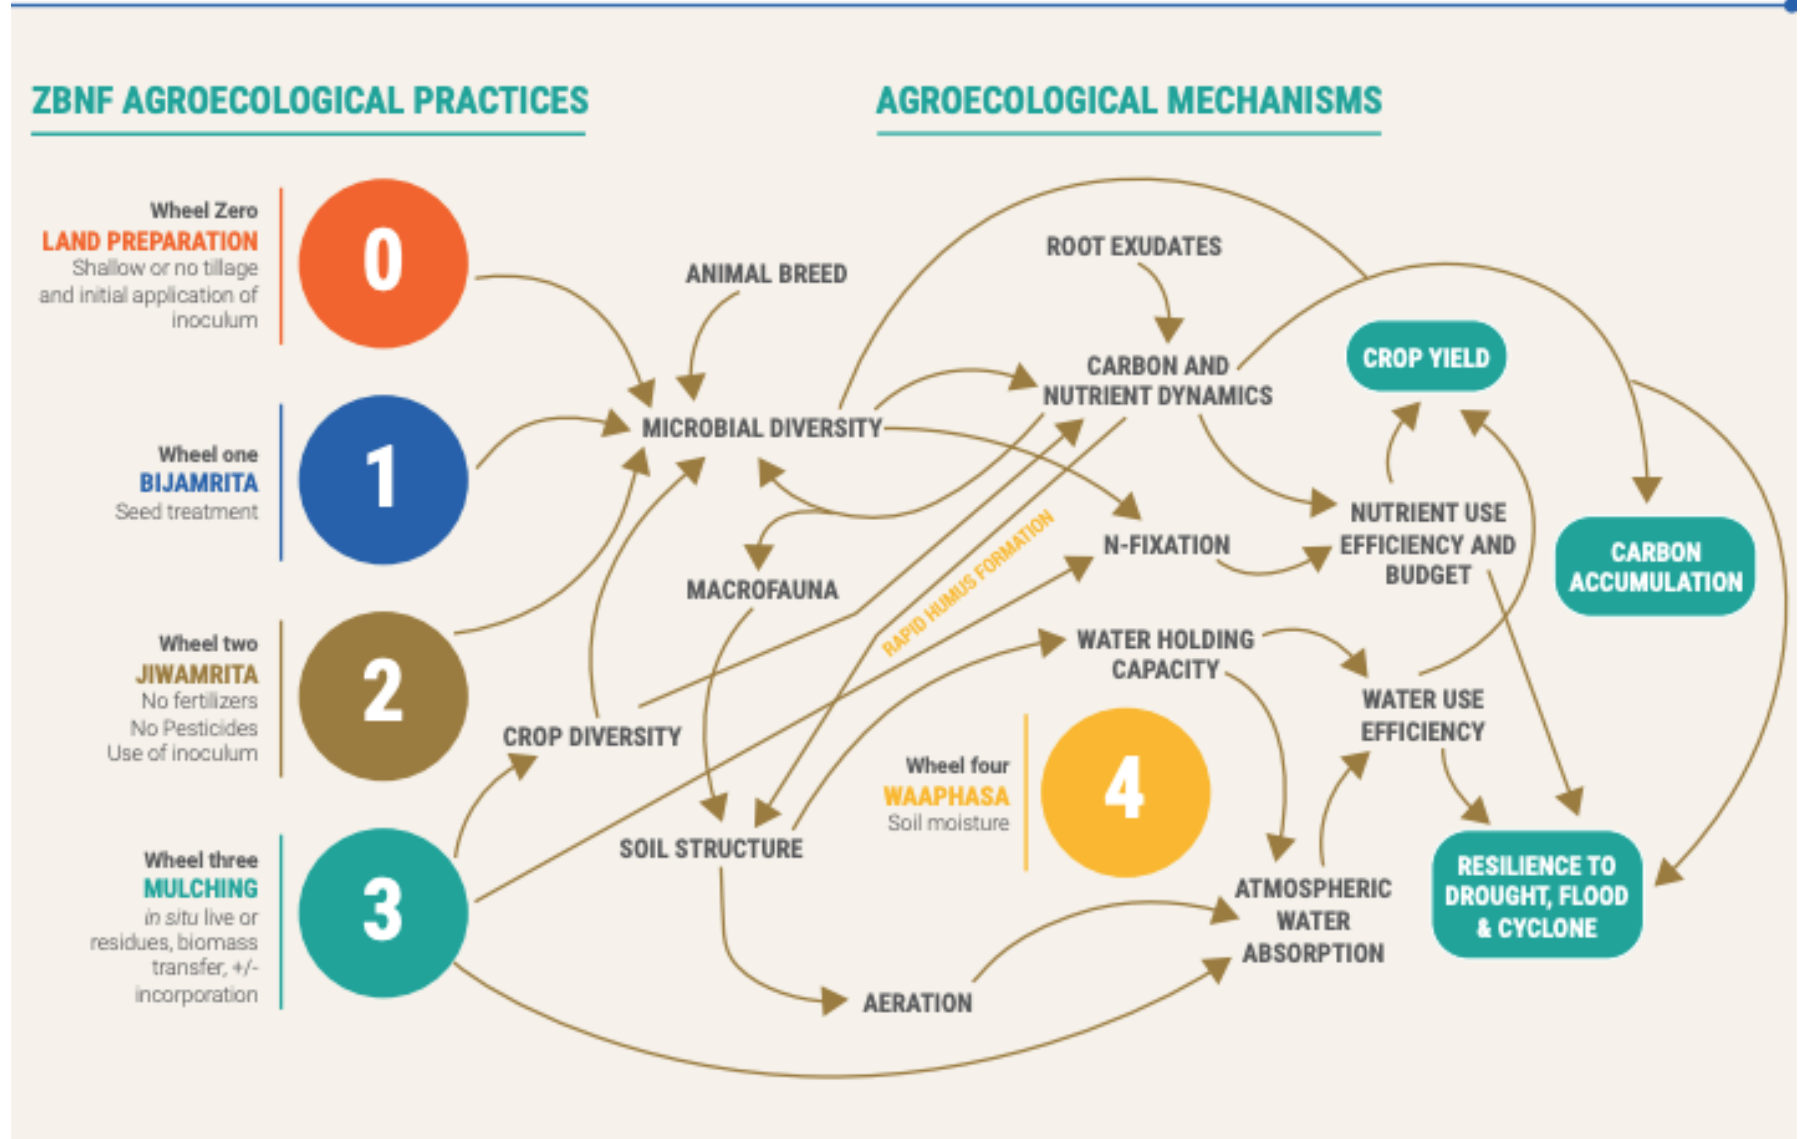 ZBNF AGROECOLOGICAL PRACTICES
AGROECOLOGICAL MECHANISMS
Wheel Zero
LAND PREPARATION
Shallow or no tillage
and initial application of
inoculum
0
Wheel one
BIJAMRITA
Seed treatment
1
Wheel two
JIWAMRITA
No fertilizers
No Pesticides
Use of inoculum
2
Wheel three
MULCHING
in situ live or
residues, biomass
transfer, +/-
incorporation
3
ANIMAL BREED
MICROBIAL DIVERSITY
MACROFAUNA
CROP DIVERSITY
SOIL STRUCTURE
AERATION
ROOT EXUDATES
CARBON AND
NUTRIENT DYNAMICS
RAPID HUMUS FORMATION
N-FIXATION
WATER HOLDING
CAPACITY
Wheel four
WAAPHASA
Soil moisture
4
ATMOSPHERIC
WATER
ABSORPTION
CROP YIELD
NUTRIENT USE
EFFICIENCY AND
BUDGET
WATER USE
EFFICIENCY
CARBON
ACCUMULATION
RESILIENCE TO
DROUGHT, FLOOD
& CYCLONE